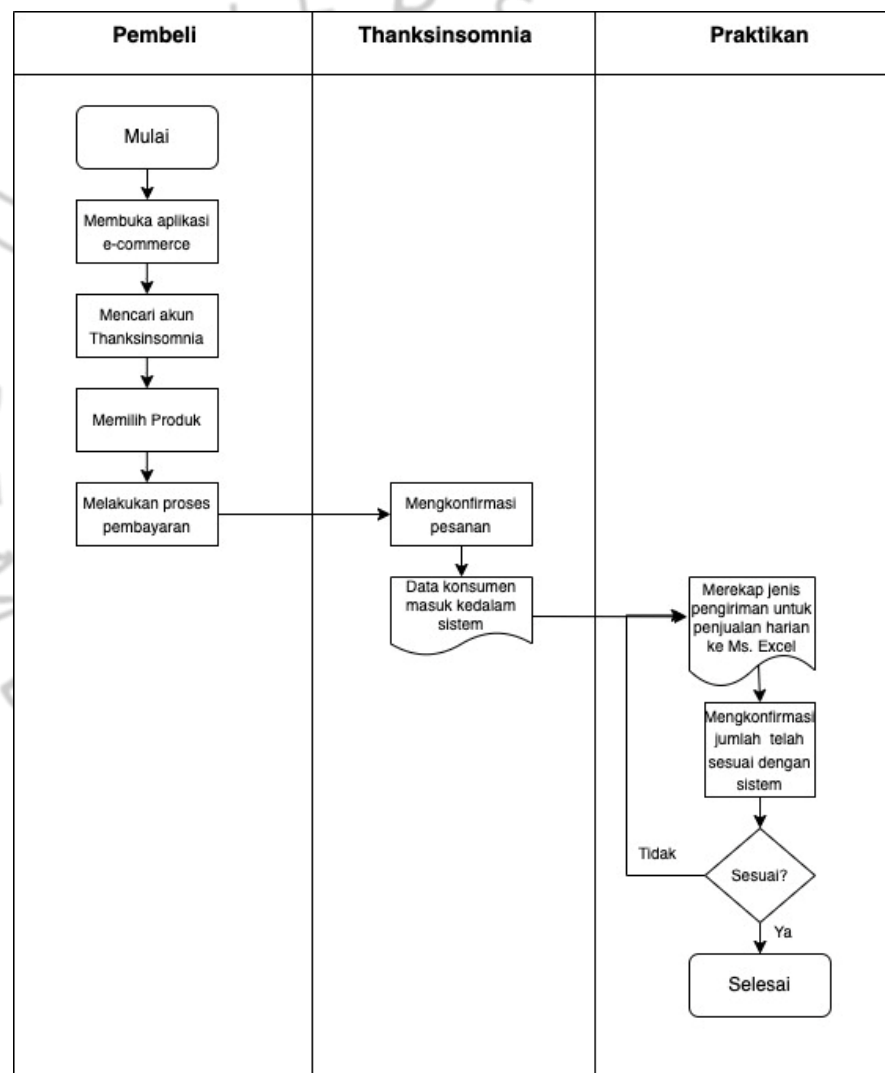 Pembeli
Thanksinsomnia
Praktikan
Mulai
Membuka aplikasi
e-commerce
Mencari akun
Thanksinsomnia
Memilih Produk
Melakukan proses
pembayaran
Mengkonfirmasi
pesanan
Data konsumen
masuk kedalam
sistem
Merekap jenis
pengiriman untuk
penjualan harian
ke Ms. Excel
Mengkonfirmasi
jumlah telah
sesuai dengan
sistem
Tidak
Sesuai?
Ya
Selesai